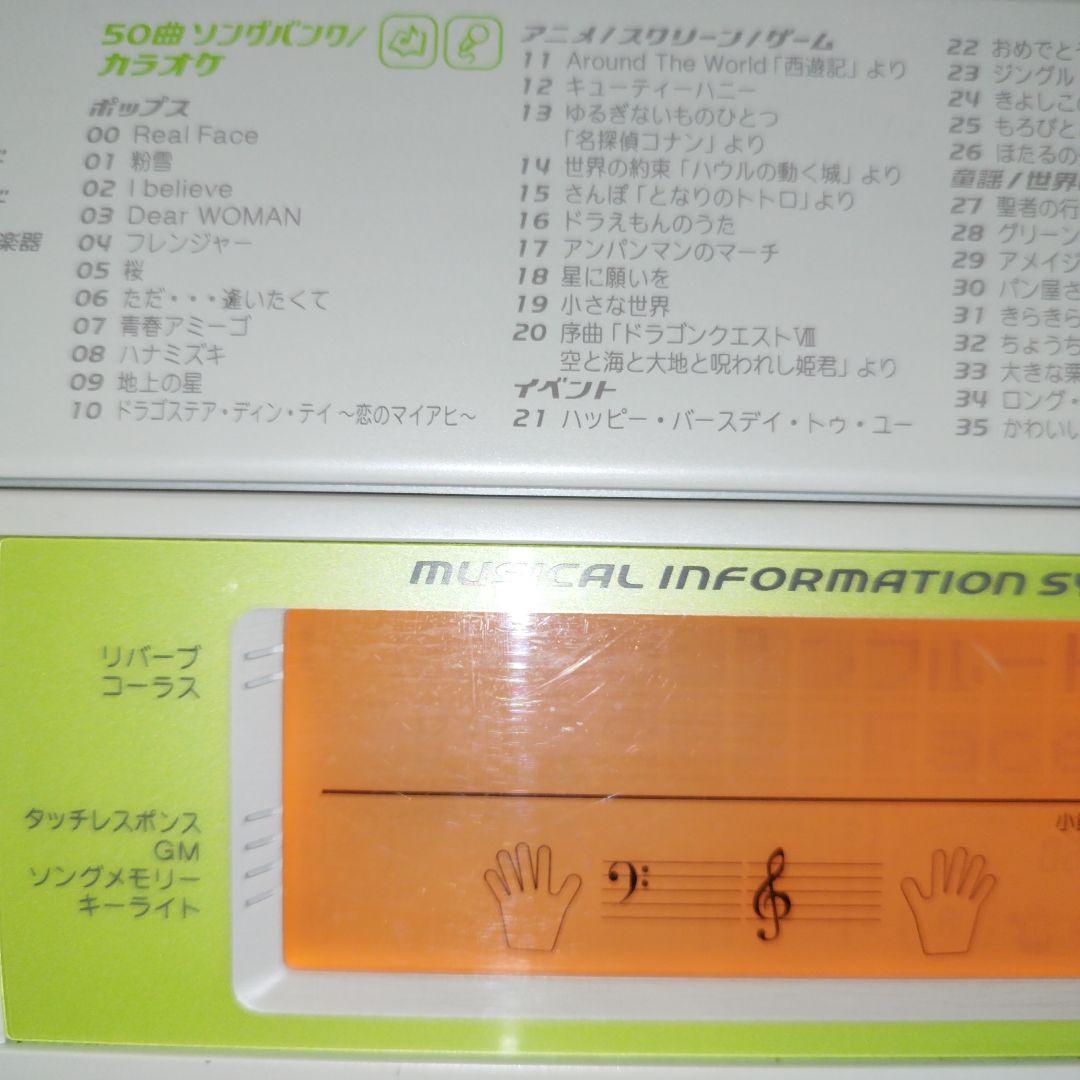 50曲 ソングバンク/
カラオケ
ポップス
00 Real Face
01 粉雪
02 I believe
03 Dear WOMAN
04 フレンジャー
05 桜
06 ただ・・・逢いたくて
07 青春アミーゴ
08 ハナミズキ
09 地上の星
10 ドラゴステア・ディン・テイ ～恋のマイアヒ～
アニメ/スクリーン/ゲーム
11 Around The World「西遊記」より
12 キューティーハニー
13 ゆるぎないものひとつ
「名探偵コナン」より
14 世界の約束「ハウルの動く城」より
15 さんぽ「となりのトトロ」より
16 ドラえもんのうた
17 アンパンマンのマーチ
18 星に願いを
19 小さな世界
20 序曲「ドラゴンクエストⅧ
空と海と大地と呪われし姫君」より
イベント
21 ハッピー・バースデイ・トゥ・ユー
22 おめでとう
23 ジングル
24 きよしこの
25 もろびと
26 ほたるの
童謡/世界
27 聖者の行
28 グリーン
29 アメイジ
30 パン屋さ
31 きらきら
32 ちょうち
33 大きな栗
34 ロング・
35 かわいい
楽器
MUSICAL INFORMATION SY
リバーブ
コーラス
タッチレスポンス
GM
ソングメモリー
キーライト
小